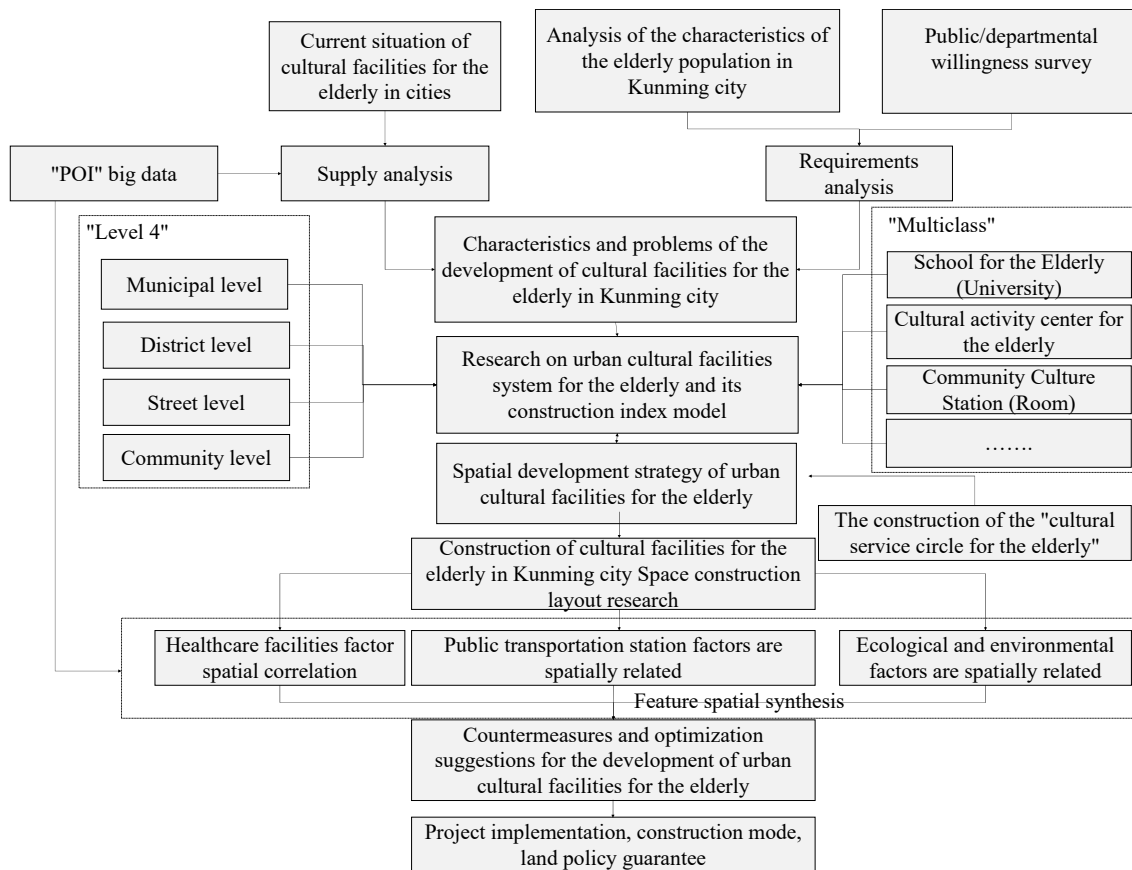 Current situation of
cultural facilities for the
elderly in cities
Analysis of the characteristics of
the elderly population in
Kunming city
Public/departmental
willingness survey
"POI" big data
Supply analysis
Requirements
analysis
"Level 4"
Municipal level
District level
Street level
Community level
Characteristics and problems of the
development of cultural facilities for the
elderly in Kunming city
Research on urban cultural facilities
system for the elderly and its
construction index model
Spatial development strategy of urban
cultural facilities for the elderly
"Multiclass"
School for the Elderly
(University)
Cultural activity center for
the elderly
Community Culture
Station (Room)
…….
The construction of the "cultural
service circle for the elderly"
Construction of cultural facilities for the
elderly in Kunming city Space construction
layout research
Healthcare facilities factor
spatial correlation
Public transportation station factors are
spatially related
Ecological and environmental
factors are spatially related
Feature spatial synthesis
Countermeasures and optimization
suggestions for the development of urban
cultural facilities for the elderly
Project implementation, construction mode,
land policy guarantee